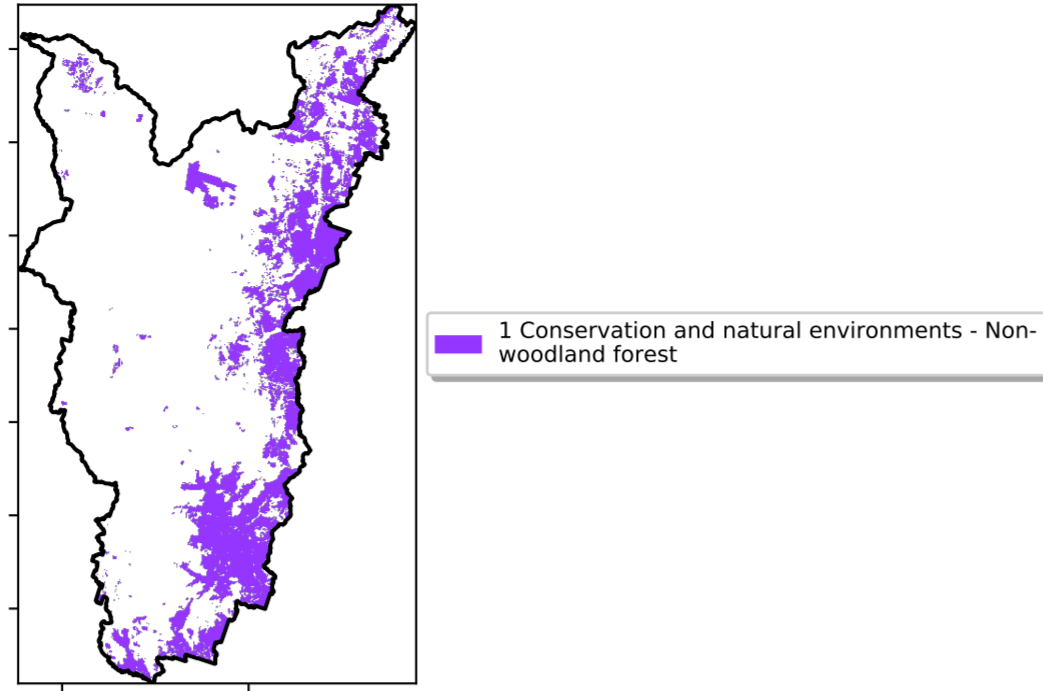 1 Conservation and natural environments - Non-
woodland forest